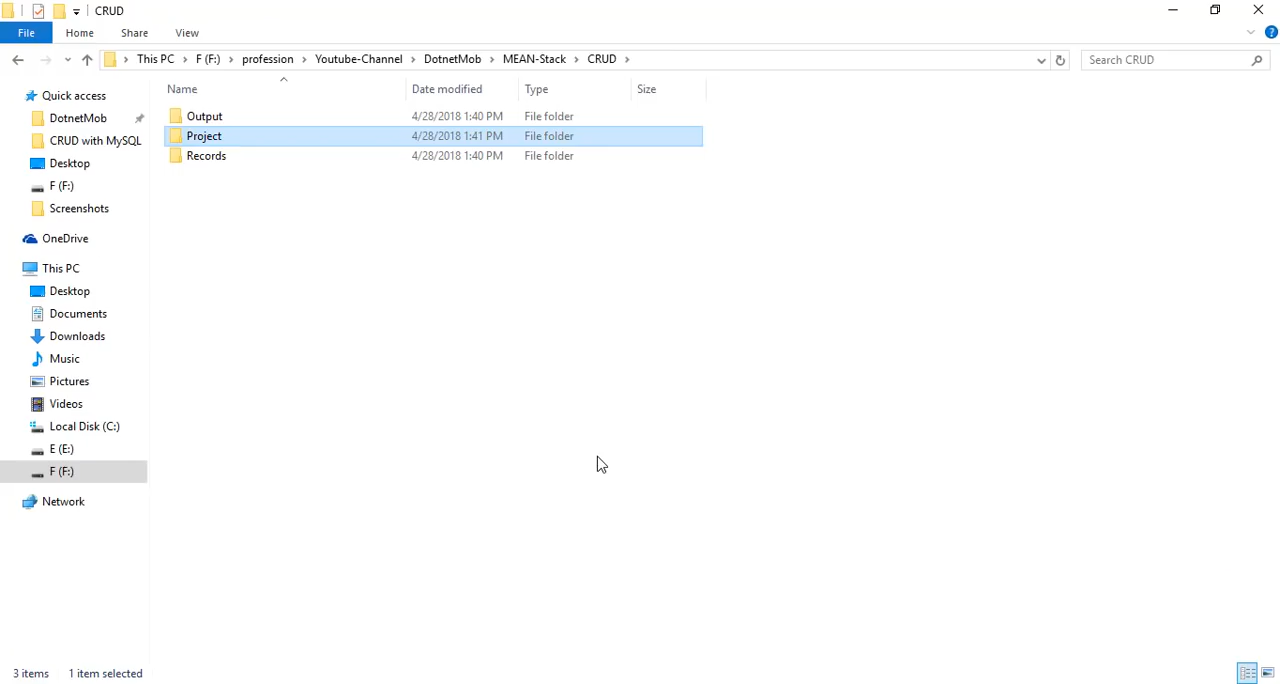 CRUD
File Home Share View
This PC F (F:) profession Youtube-Channel DotnetMob MEAN-Stack CRUD Search CRUD
Name Date modified Type Size
Quick access
DotnetMob
CRUD with MySQL
Desktop
F (F:)
Screenshots
OneDrive
This PC
Desktop
Documents
Downloads
Music
Pictures
Videos
Local Disk (C:)
E (E:)
F (F:)
Network
Output 4/28/2018 1:40 PM File folder
Project 4/28/2018 1:41 PM File folder
Records 4/28/2018 1:40 PM File folder
3 items 1 item selected